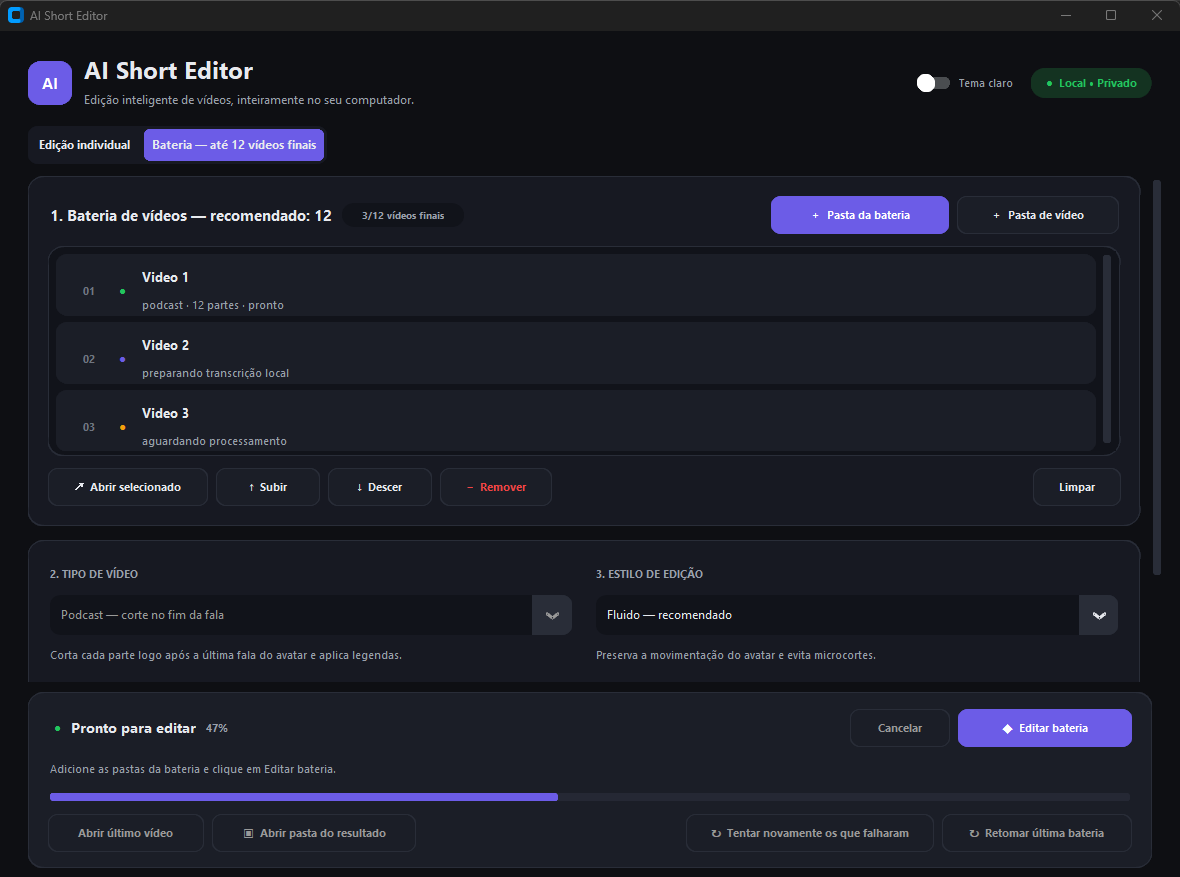 AI Short Editor
AI
AI Short Editor
Edição inteligente de vídeos, inteiramente no seu computador.
Tema claro
● Local • Privado
Edição individual
Bateria — até 12 vídeos finais
1. Bateria de vídeos — recomendado: 12
3/12 vídeos finais
+ Pasta da bateria
+ Pasta de vídeo
01
Video 1
podcast · 12 partes · pronto
02
Video 2
preparando transcrição local
03
Video 3
aguardando processamento
↗ Abrir selecionado
↑ Subir
↓ Descer
− Remover
Limpar
2. TIPO DE VÍDEO
Podcast — corte no fim da fala
Corta cada parte logo após a última fala do avatar e aplica legendas.
3. ESTILO DE EDIÇÃO
Fluido — recomendado
Preserva a movimentação do avatar e evita microcortes.
● Pronto para editar 47%
Cancelar
◆ Editar bateria
Adicione as pastas da bateria e clique em Editar bateria.
Abrir último vídeo
▣ Abrir pasta do resultado
↻ Tentar novamente os que falharam
↻ Retomar última bateria